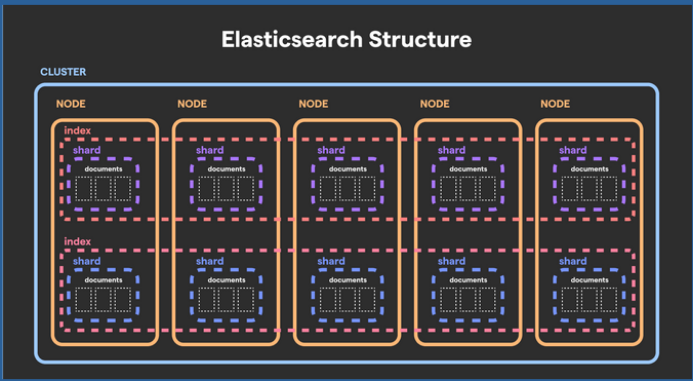 Elasticsearch Structure
CLUSTER
NODE NODE NODE NODE NODE
index
shard shard shard shard shard
documents documents documents documents documents
index
shard shard shard shard shard
documents documents documents documents documents